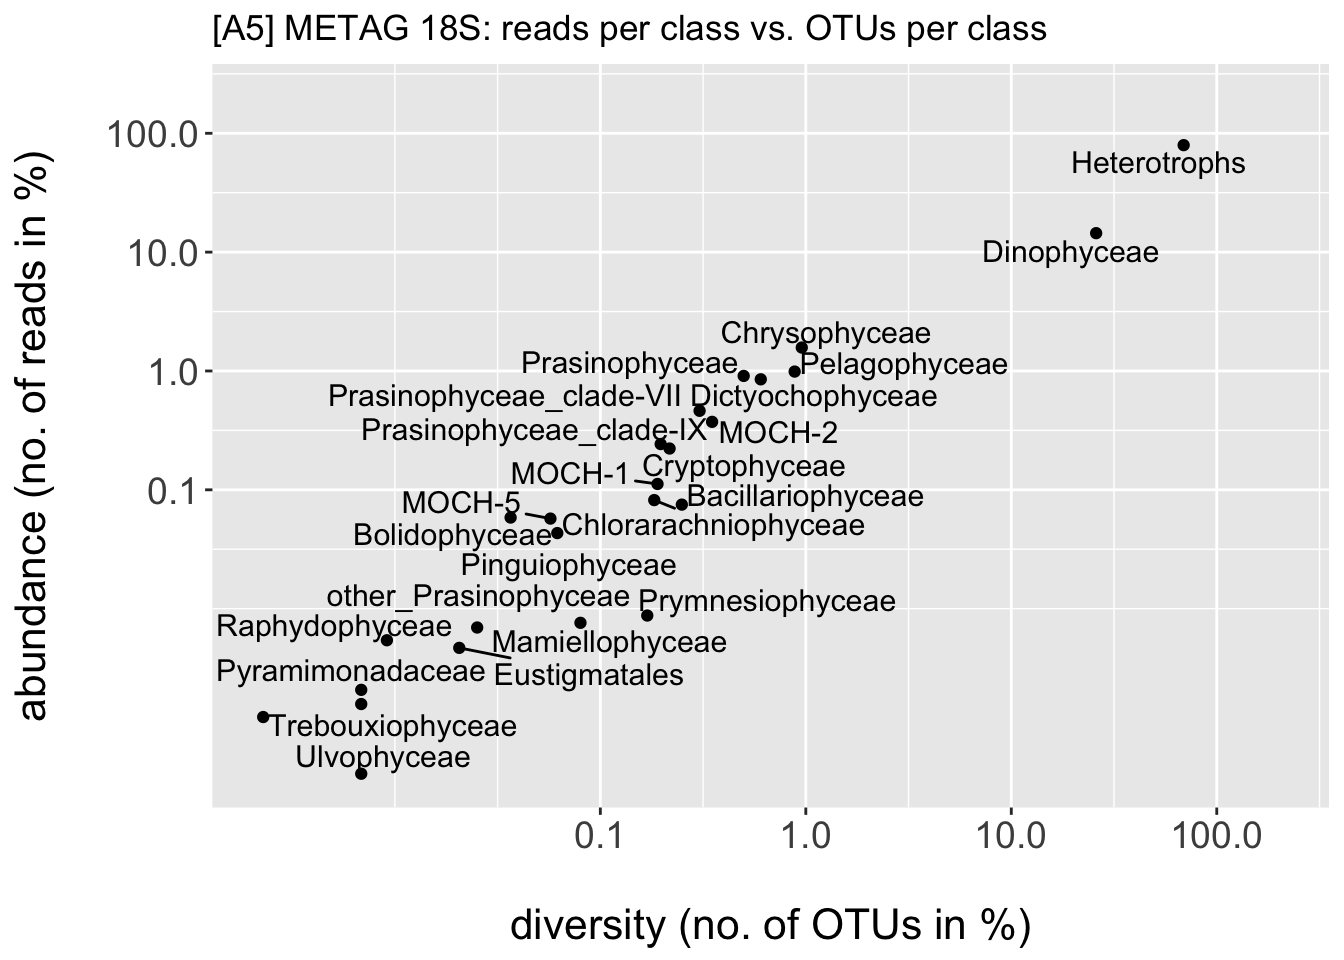 [A5] METAG 18S: reads per class vs. OTUs per class
abundance (no. of reads in %)
100.0
10.0
1.0
0.1
Heterotrophs
Dinophyceae
Chrysophyceae
Prasinophyceae
Pelagophyceae
Prasinophyceae_clade-VII
Dictyochophyceae
Prasinophyceae_clade-IX
MOCH-2
Cryptophyceae
MOCH-1
Bacillariophyceae
MOCH-5
Chlorarachniophyceae
Bolidophyceae
Pinguiophyceae
other_Prasinophyceae
Prymnesiophyceae
Raphydophyceae
Mamiellophyceae
Pyramimonadaceae
Eustigmatales
Trebouxiophyceae
Ulvophyceae
0.1
1.0
10.0
100.0
diversity (no. of OTUs in %)